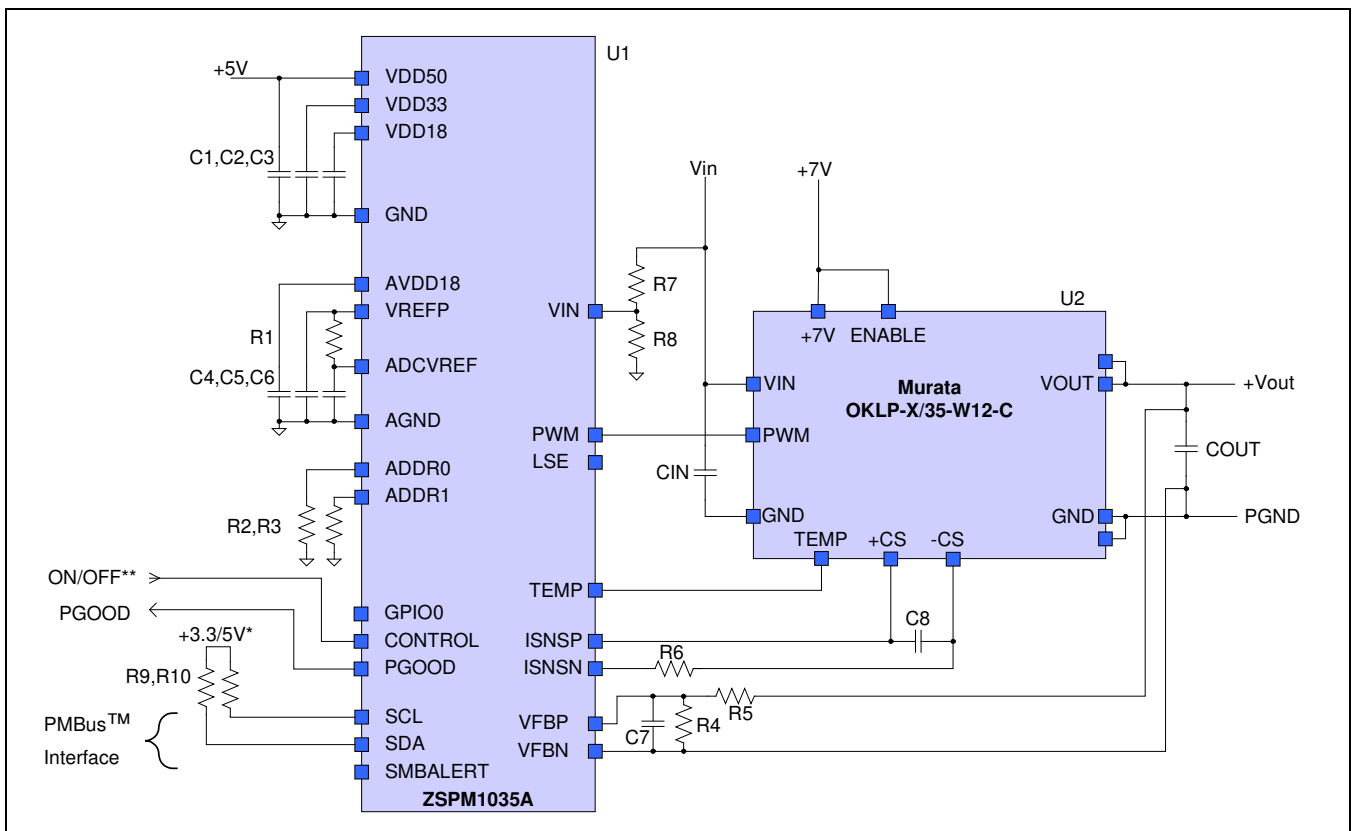 U1
+5V
VDD50
VDD33
VDD18
C1,C2,C3
GND
AVDD18
VREFP
R1
ADCVREF
C4,C5,C6
AGND
ADDR0
ADDR1
R2,R3
ON/OFF**
PGOOD
GPIO0
CONTROL
PGOOD
+3.3/5V*
R9,R10
SCL
SDA
SMBALERT
PMBus™
Interface
ZSPM1035A
VIN
PWM
LSE
TEMP
ISNSP
ISNSN
VFBP
VFBN
Vin
R7
R8
CIN
+7V
U2
+7V
ENABLE
VIN
PWM
GND
Murata
OKLP-X/35-W12-C
VOUT
GND
TEMP
+CS
-CS
+Vout
COUT
PGND
C8
R6
R5
R4
C7